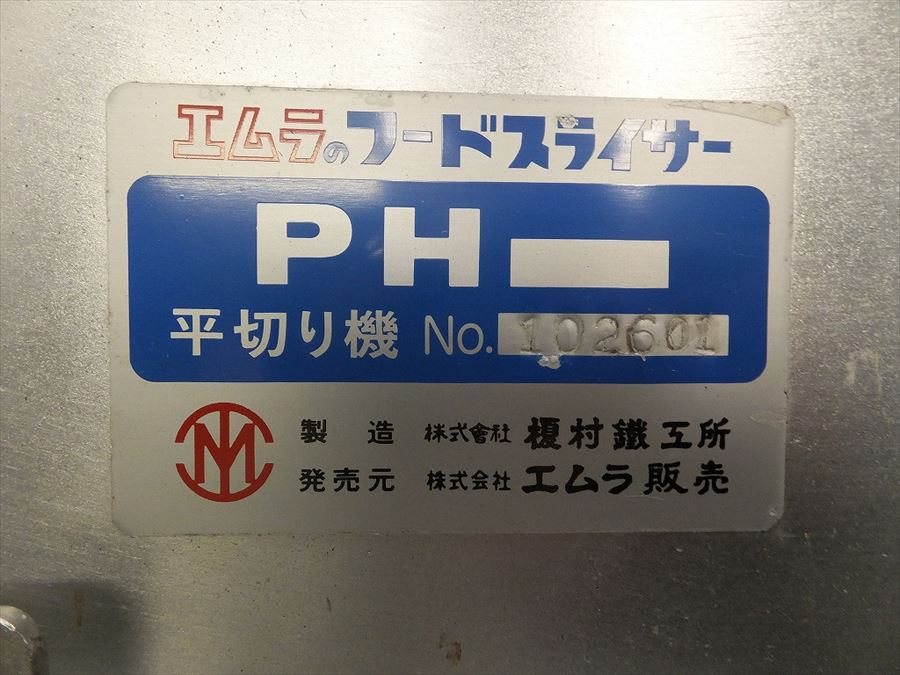 エムラのフードスライサー
PH
平切り機 No. 102601
製造 株式會社 榎村鐵工所
発売元 株式会社 エムラ販売